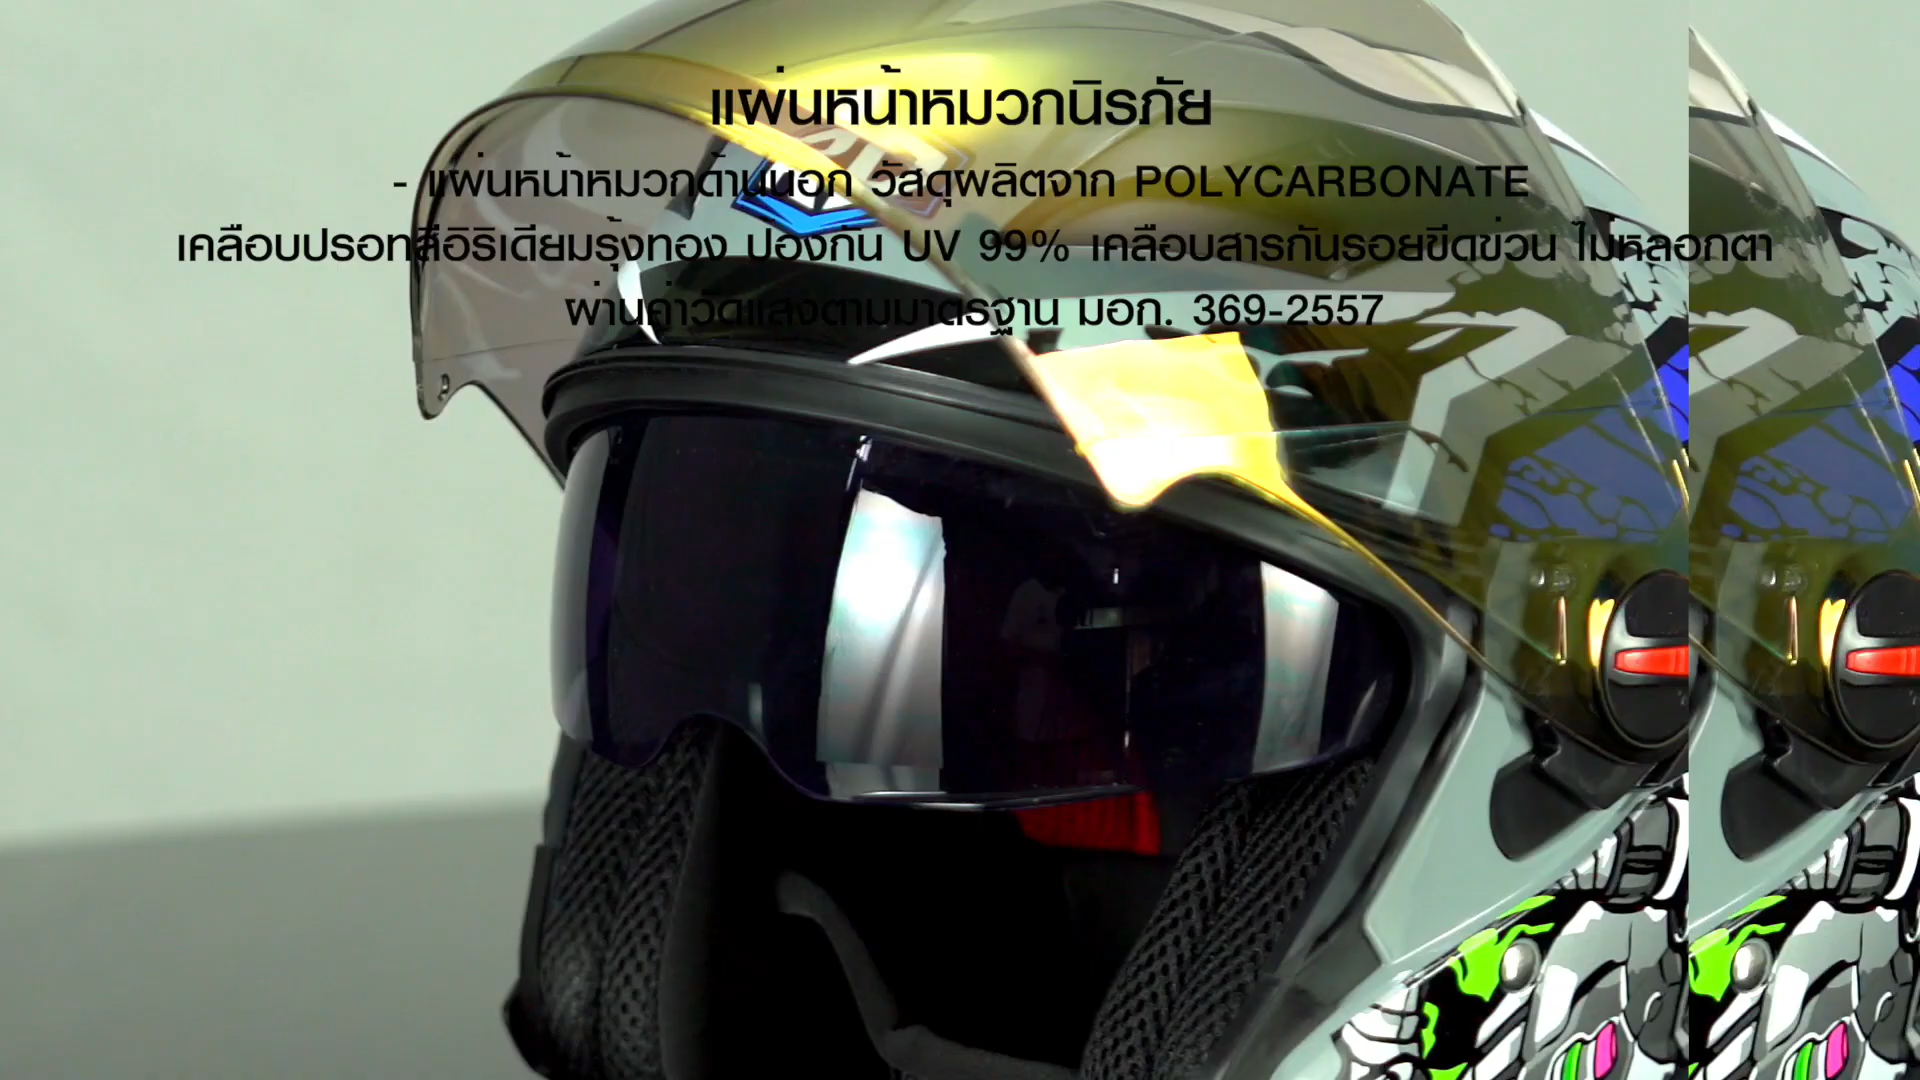 แผ่นหน้าหมวกนิรภัย
- แผ่นหน้าหมวกด้านนอก วัสดุผลิตจาก POLYCARBONATE
เคลือบปรอทสีอิริเดียมรุ้งทอง ป้องกัน UV 99% เคลือบสารกันรอยขีดข่วน ไม่หลอกตา
ผ่านค่าวัดแสงตามมาตรฐาน มอก. 369-2557